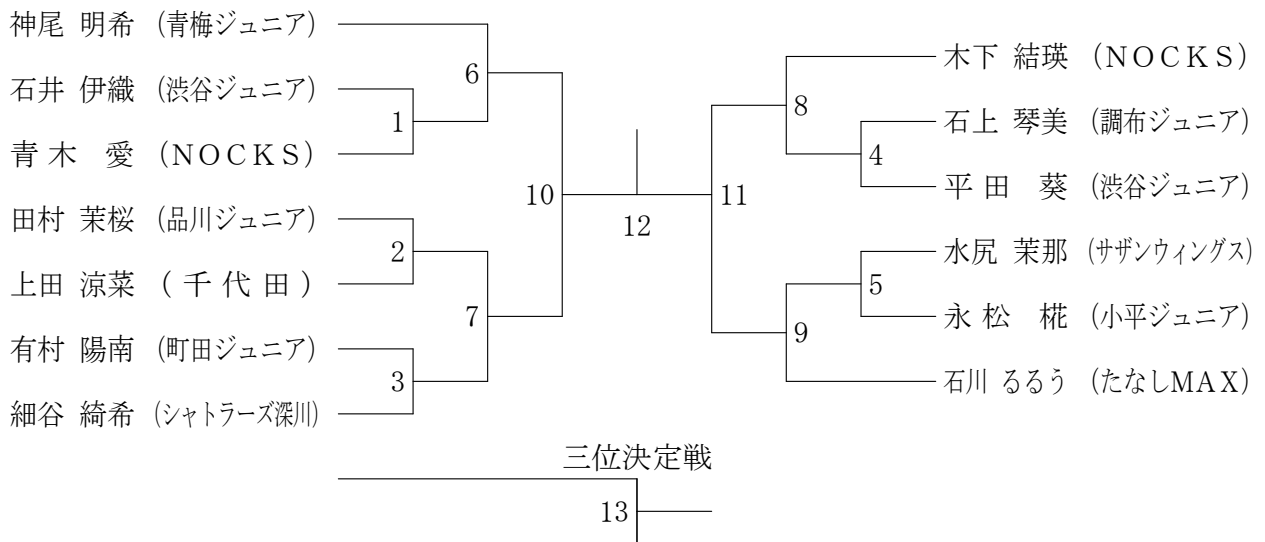 神尾 明希 (青梅ジュニア)
石井 伊織 (渋谷ジュニア)
青木 愛 (NOCKS)
田村 茉桜 (品川ジュニア)
上田 涼菜 (千代田)
有村 陽南 (町田ジュニア)
細谷 綺希 (シャトラーズ深川)
1
2
3
6
7
10
12
11
8
4
5
9
木下 結瑛 (NOCKS)
石上 琴美 (調布ジュニア)
平田 葵 (渋谷ジュニア)
水尻 茉那 (サザンウィングス)
永松 椛 (小平ジュニア)
石川 るるう (たなしMAX)
三位決定戦
13